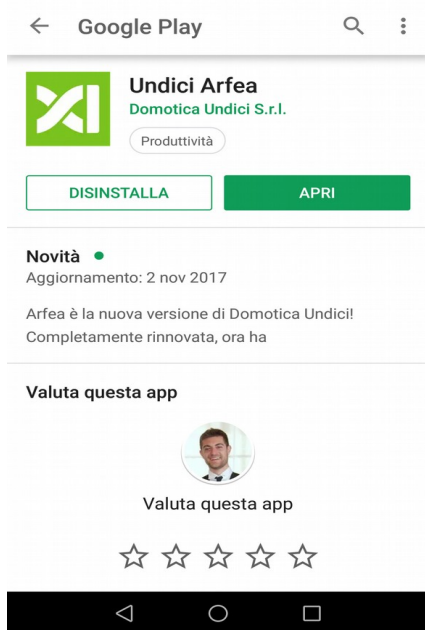 Google Play
XI
Undici Arfea
Domotica Undici S.r.l.
Produttività
DISINSTALLA
APRI
Novità
Aggiornamento: 2 nov 2017
Arfea è la nuova versione di Domotica Undici!
Completamente rinnovata, ora ha
Valuta questa app
Valuta questa app